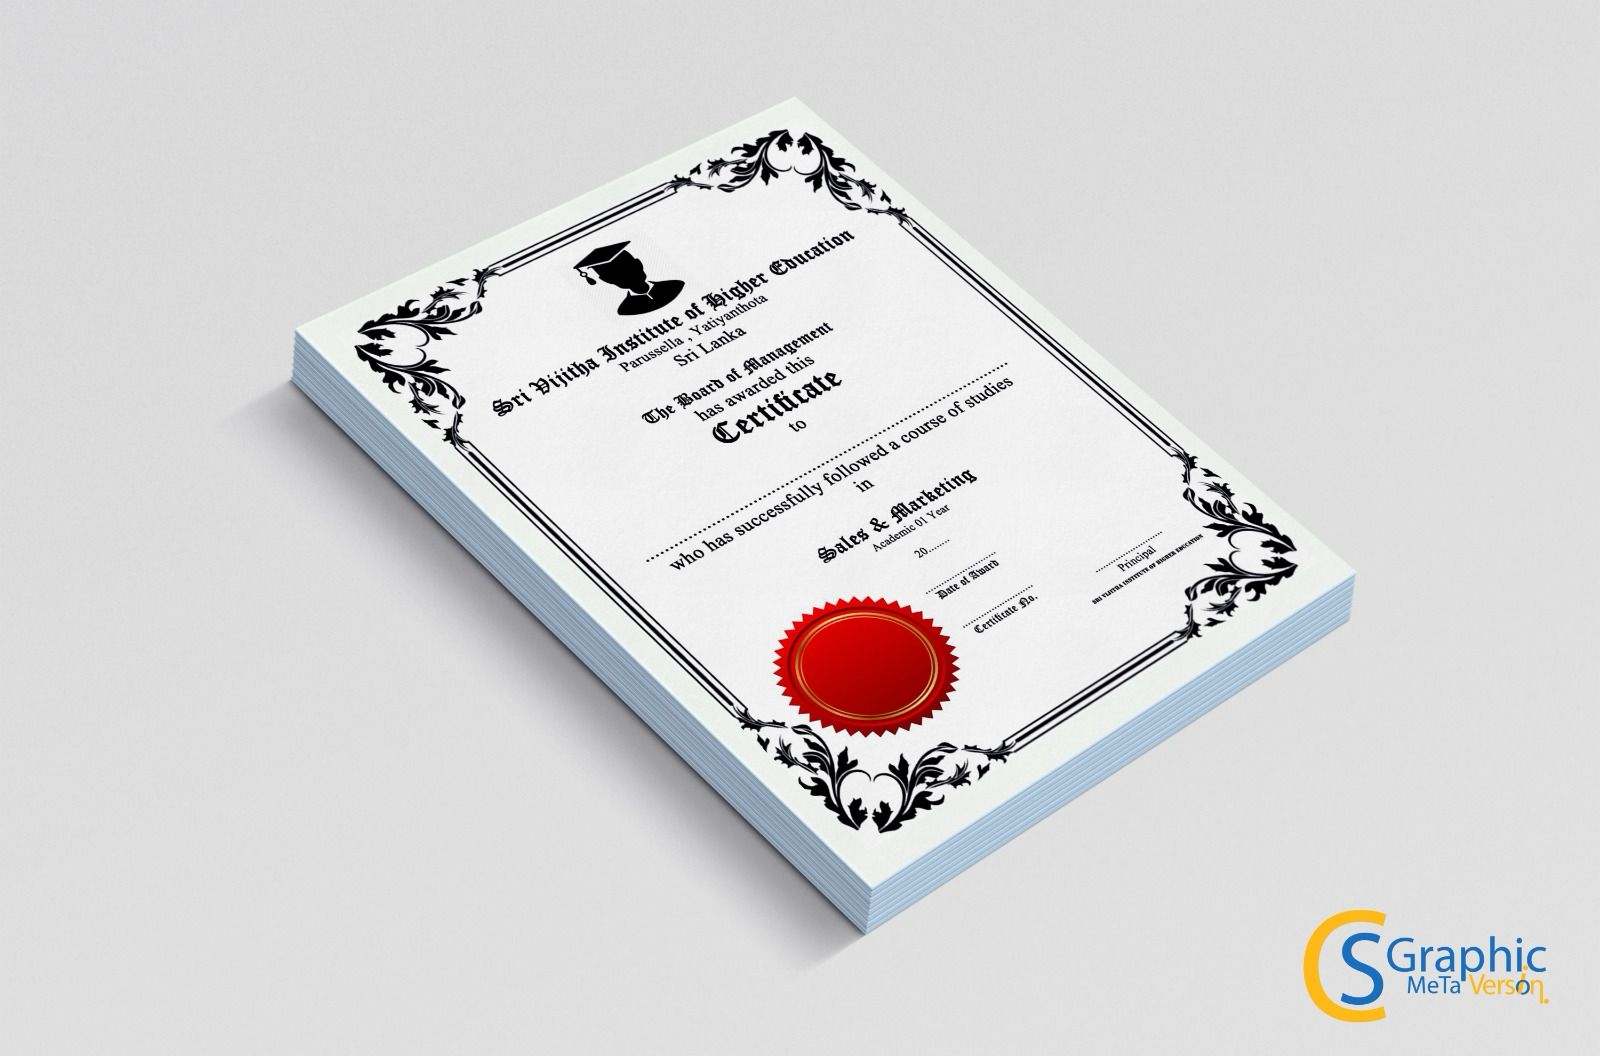 Sri Vijitha Institute of Higher Education
Parussella , Yatiyanthota
Sri Lanka
The Board of Management
has awarded this
Certificate
to
............................................................
who has successfully followed a course of studies
in
Sales & Marketing
Academic 01 Year
20........
Date of Award
Certificate No.
Principal
SRI VIJITHA INSTITUTE OF HIGHER EDUCATION
CS Graphic
MeTa Version.